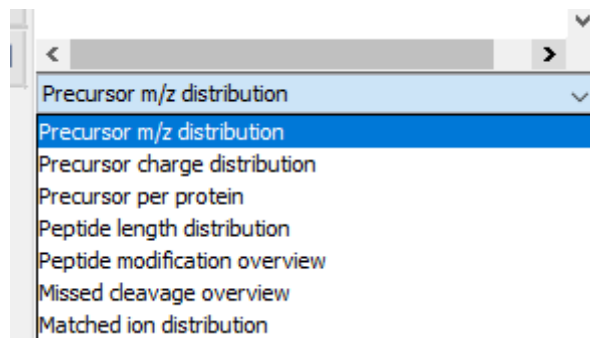 Precursor m/z distribution
Precursor m/z distribution
Precursor charge distribution
Precursor per protein
Peptide length distribution
Peptide modification overview
Missed cleavage overview
Matched ion distribution